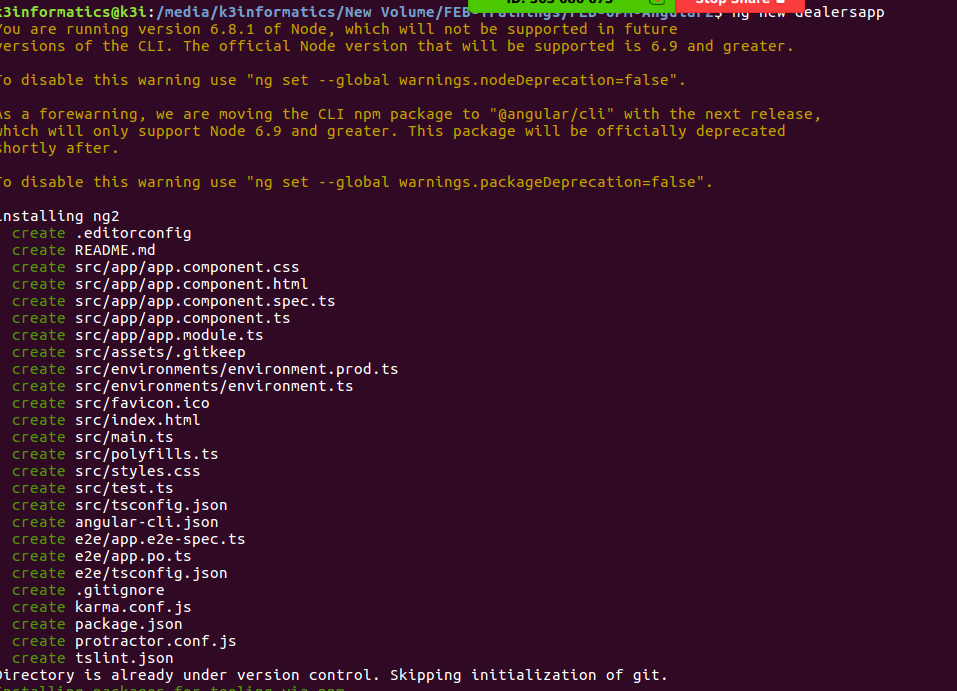 k3informatics@k3i:/media/k3informatics/New Volume/FEB-Trainings/FEB-6PM-Angular2$ ng new dealersapp
ID: 565 686 675
Stop Share
You are running version 6.8.1 of Node, which will not be supported in future
versions of the CLI. The official Node version that will be supported is 6.9 and greater.
To disable this warning use "ng set --global warnings.nodeDeprecation=false".
As a forewarning, we are moving the CLI npm package to "@angular/cli" with the next release,
which will only support Node 6.9 and greater. This package will be officially deprecated
shortly after.
To disable this warning use "ng set --global warnings.packageDeprecation=false".
installing ng2
create .editorconfig
create README.md
create src/app/app.component.css
create src/app/app.component.html
create src/app/app.component.spec.ts
create src/app/app.component.ts
create src/app/app.module.ts
create src/assets/.gitkeep
create src/environments/environment.prod.ts
create src/environments/environment.ts
create src/favicon.ico
create src/index.html
create src/main.ts
create src/polyfills.ts
create src/styles.css
create src/test.ts
create src/tsconfig.json
create angular-cli.json
create e2e/app.e2e-spec.ts
create e2e/app.po.ts
create e2e/tsconfig.json
create .gitignore
create karma.conf.js
create package.json
create protractor.conf.js
create tslint.json
Directory is already under version control. Skipping initialization of git.
Installing packages for tooling via npm.